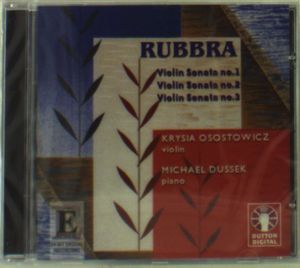 RUBBRA
Violin Sonata no.1
Violin Sonata no.2
Violin Sonata no.3
KRYSIA OSOSTOWICZ
violin
MICHAEL DUSSEK
piano
E
DUTTON
DIGITAL